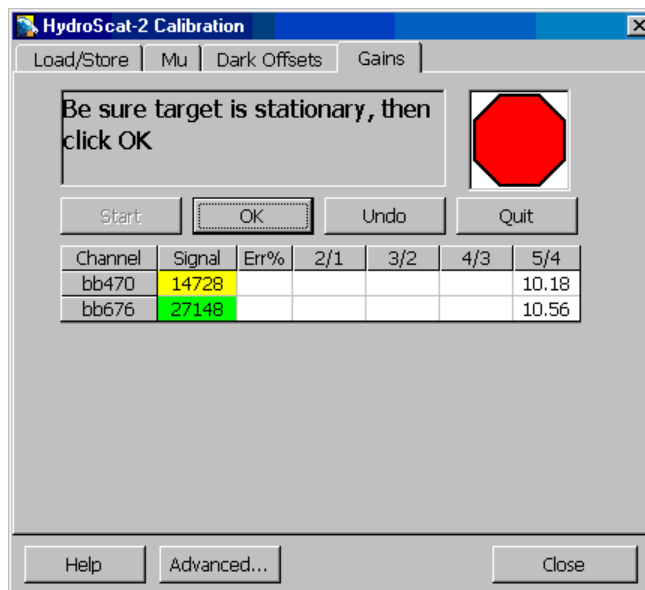 HydroScat-2 Calibration
Load/Store Mu Dark Offsets Gains
Be sure target is stationary, then
click OK
Start OK Undo Quit
Channel Signal Err% 2/1 3/2 4/3 5/4
bb470 14728 10.18
bb676 27148 10.56
Help Advanced... Close